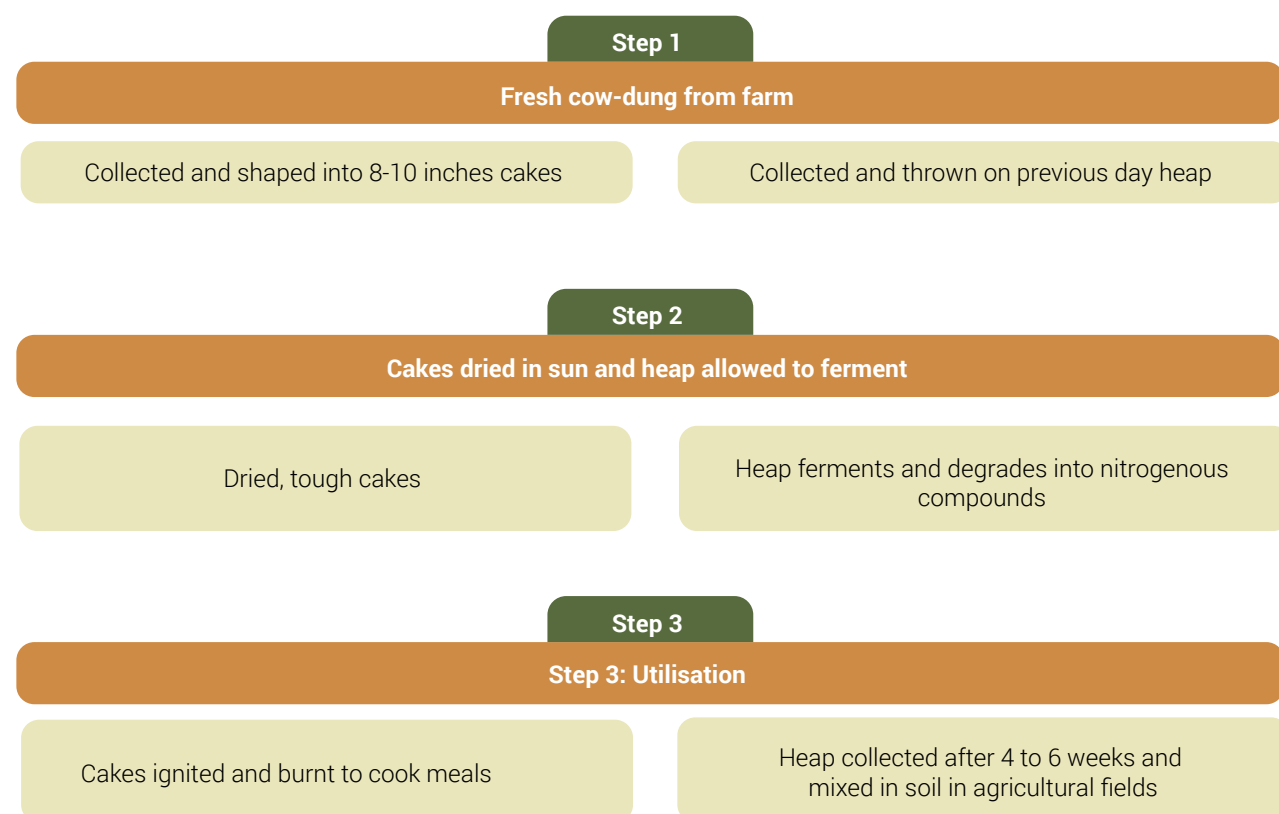 Step 1
Fresh cow-dung from farm
Collected and shaped into 8-10 inches cakes
Collected and thrown on previous day heap
Step 2
Cakes dried in sun and heap allowed to ferment
Dried, tough cakes
Heap ferments and degrades into nitrogenous
compounds
Step 3
Step 3: Utilisation
Cakes ignited and burnt to cook meals
Heap collected after 4 to 6 weeks and
mixed in soil in agricultural fields